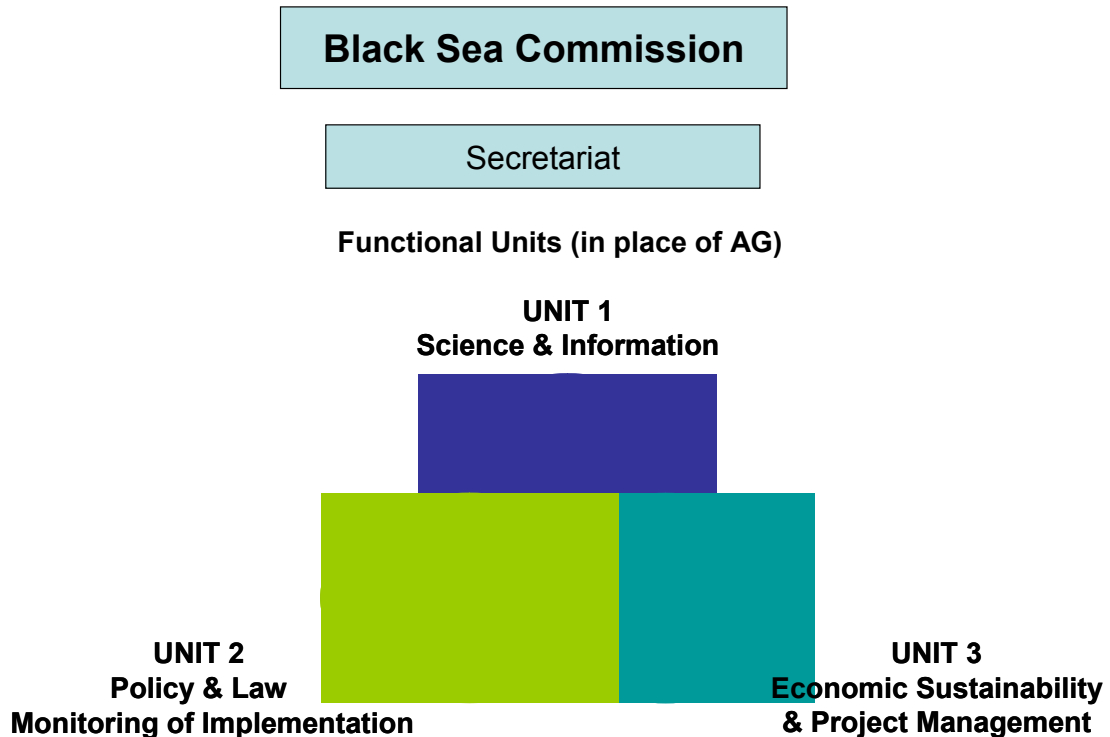 Black Sea Commission
Secretariat
Functional Units (in place of AG)
UNIT 1
Science & Information
UNIT 2
Policy & Law
Monitoring of Implementation
UNIT 3
Economic Sustainability
& Project Management